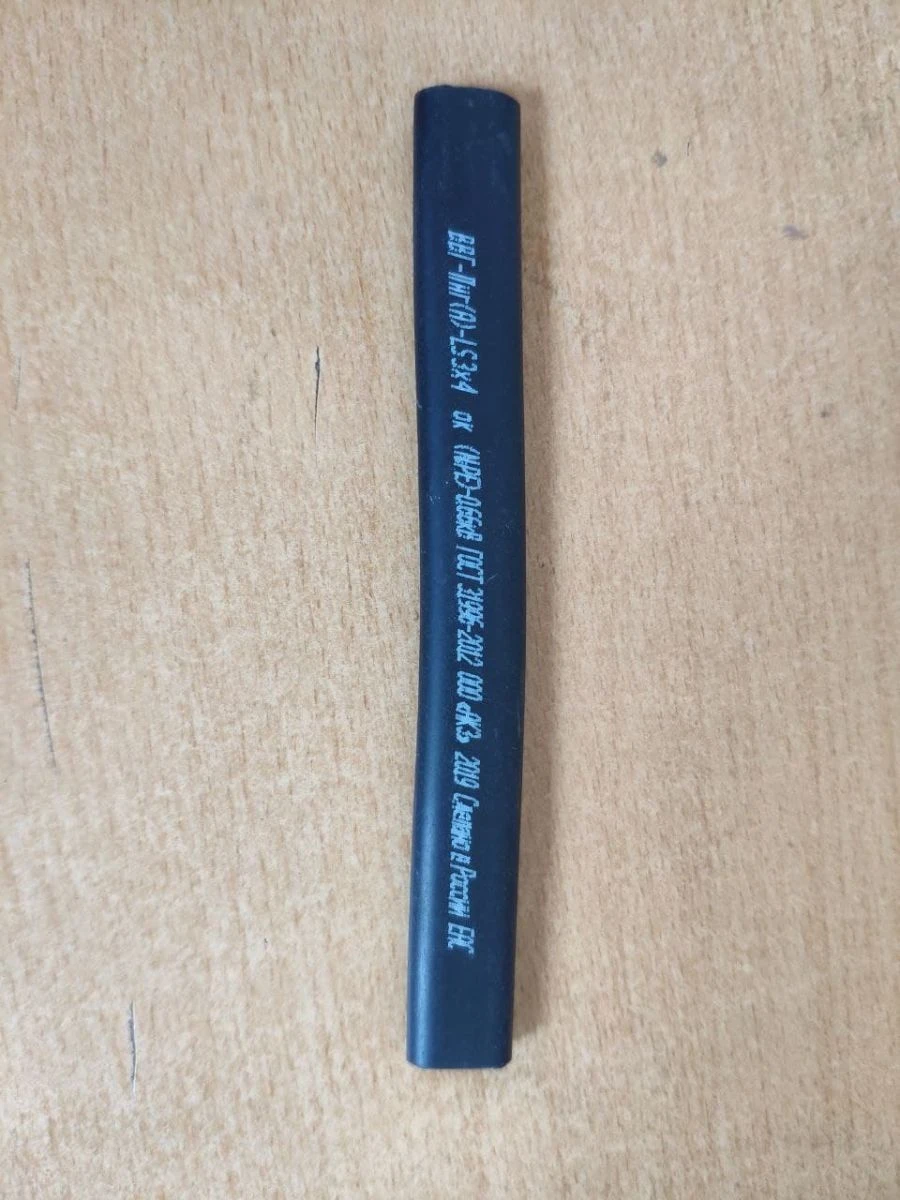 ВВГ-Пнг(А)-LS 3х4 ок (N,PE)-0,66кВ ГОСТ 31996-2012 ООО «АКЗ» 2019 Сделано в России ЕАС